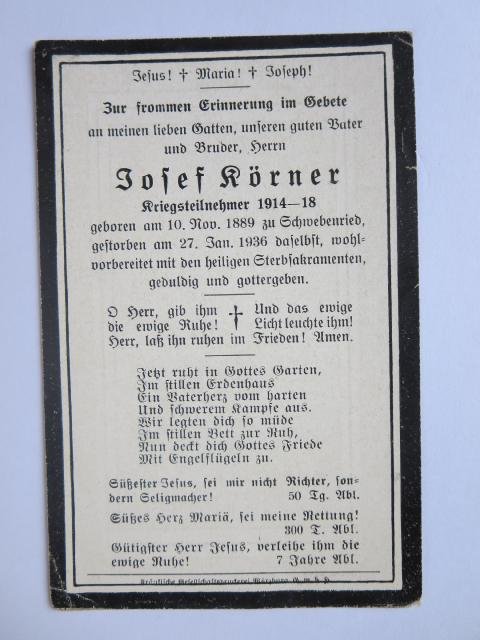 Jesus! † Maria! † Joseph!
Zur frommen Erinnerung im Gebete
an meinen lieben Gatten, unseren guten Vater
und Bruder, Herrn
Josef Körner
Kriegsteilnehmer 1914—18
geboren am 10. Nov. 1889 zu Schwebenried,
gestorben am 27. Jan. 1936 daselbst, wohl-
vorbereitet mit den heiligen Sterbsakramenten,
geduldig und gottergeben.
O Herr, gib ihm † Und das ewige
die ewige Ruhe! Licht leuchte ihm!
Herr, laß ihn ruhen im Frieden! Amen.
Jetzt ruht in Gottes Garten,
Im stillen Erdenhaus
Ein Vaterherz vom harten
Und schwerem Kampfe aus.
Wir legten dich so müde
Im stillen Bett zur Ruh,
Nun deckt dich Gottes Friede
Mit Engelflügeln zu.
Süßester Jesus, sei mir nicht Richter, son-
dern Seligmacher! 50 Tg. Abl.
Süßes Herz Mariä, sei meine Rettung!
300 T. Abl.
Gütigster Herr Jesus, verleihe ihm die
ewige Ruhe! 7 Jahre Abl.
Fränkische Gesellschaftsdruckerei Würzburg G. m. b. H.